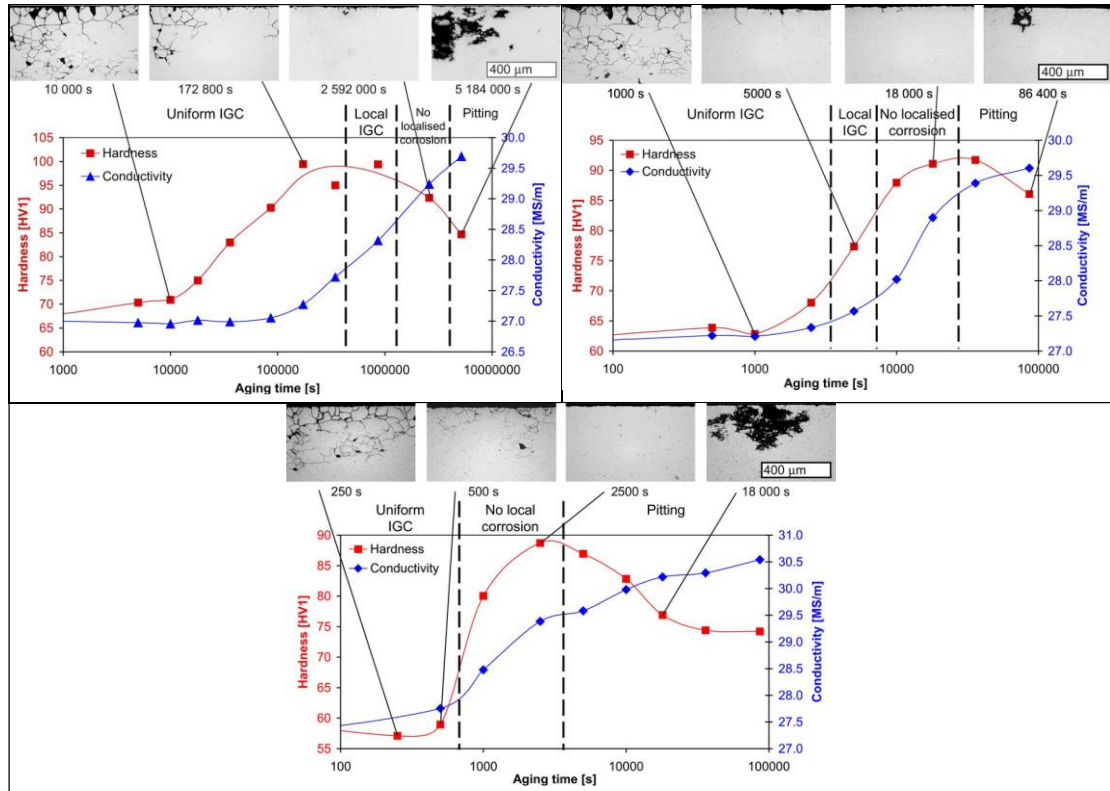 400 µm
10 000 s
172 800 s
2 592 000 s
5 184 000 s
Uniform IGC
Local
IGC
No
localised
corrosion
Pitting
105
100
95
90
85
80
75
70
65
60
Hardness [HV1]
Hardness
Conductivity
30.0
29.5
29.0
28.5
28.0
27.5
27.0
26.5
Conductivity [MS/m]
1000
10000
100000
1000000
10000000
Aging time [s]
400 µm
1000 s
5000 s
18 000 s
86 400 s
Uniform IGC
Local
IGC
No localised
corrosion
Pitting
95
90
85
80
75
70
65
60
Hardness [HV1]
Hardness
Conductivity
30.0
29.5
29.0
28.5
28.0
27.5
27.0
Conductivity [MS/m]
100
1000
10000
100000
Aging time [s]
400 µm
250 s
500 s
2500 s
18 000 s
Uniform
IGC
No local
corrosion
Pitting
90
85
80
75
70
65
60
55
Hardness [HV1]
Hardness
Conductivity
31.0
30.5
30.0
29.5
29.0
28.5
28.0
27.5
27.0
Conductivity [MS/m]
100
1000
10000
100000
Aging time [s]